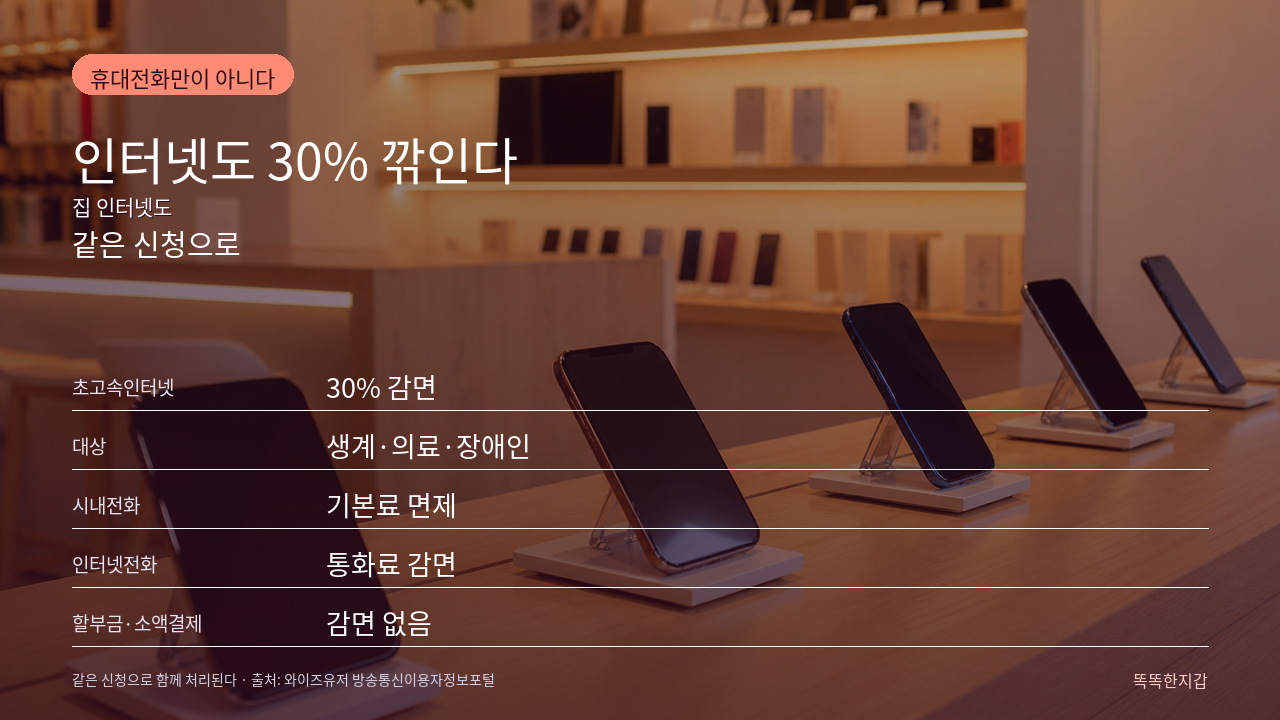 휴대전화만이 아니다
인터넷도 30% 깎인다
집 인터넷도
같은 신청으로
초고속인터넷 30% 감면
대상 생계·의료·장애인
시내전화 기본료 면제
인터넷전화 통화료 감면
할부금·소액결제 감면 없음
같은 신청으로 함께 처리된다 · 출처: 와이즈유저 방송통신이용자정보포털
똑똑한지갑